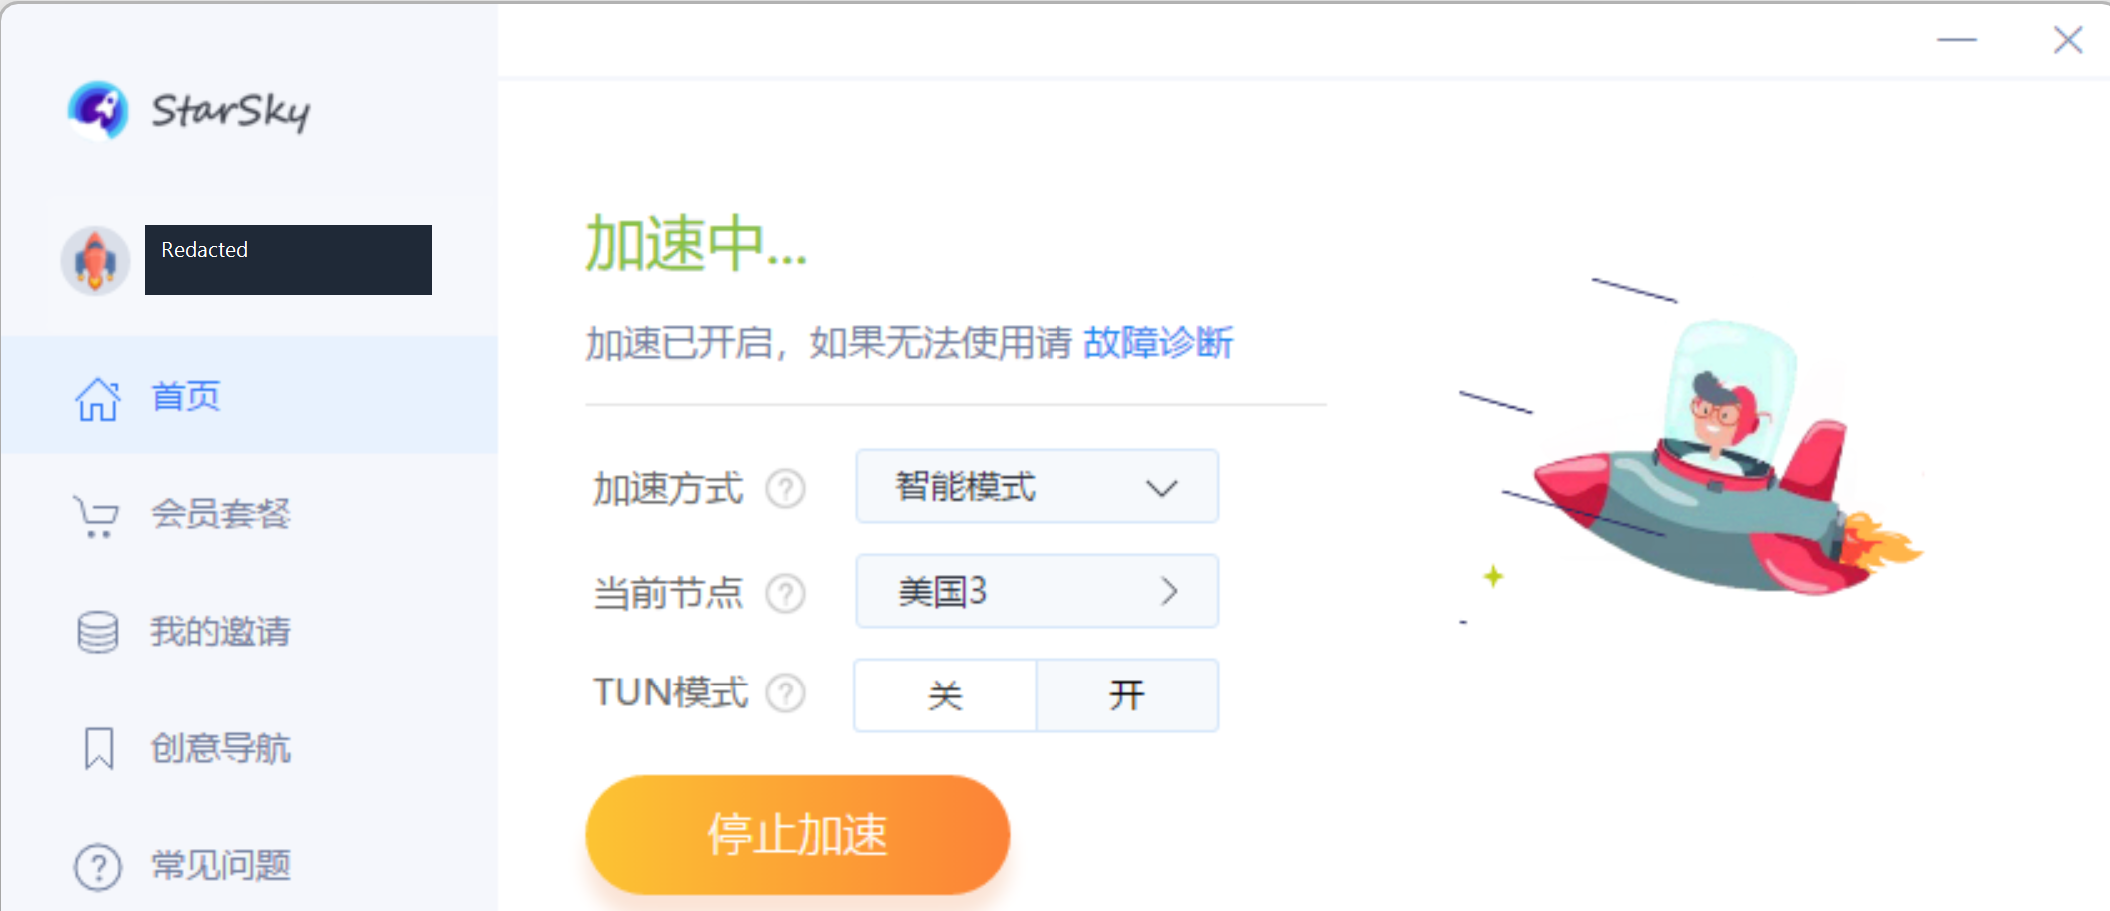 StarSky
Redacted
首页
会员套餐
我的邀请
创意导航
常见问题
加速中...
加速已开启，如果无法使用请 故障诊断
加速方式 ? 智能模式
当前节点 ? 美国3
TUN模式 ? 关 开
停止加速